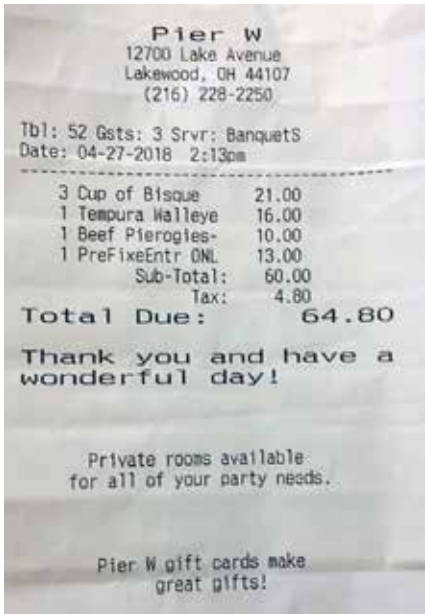 Pier W
12700 Lake Avenue
Lakewood, OH 44107
(216) 228-2250
Tbl: 52 Gsts: 3 Srvr: BanquetS
Date: 04-27-2018 2:13pm
3 Cup of Bisque 21.00
1 Tempura Walleye 16.00
1 Beef Pierogies- 10.00
1 PreFixeEntr ONL 13.00
Sub-Total: 60.00
Tax: 4.80
Total Due: 64.80
Thank you and have a
wonderful day!
Private rooms available
for all of your party needs.
Pier W gift cards make
great gifts!